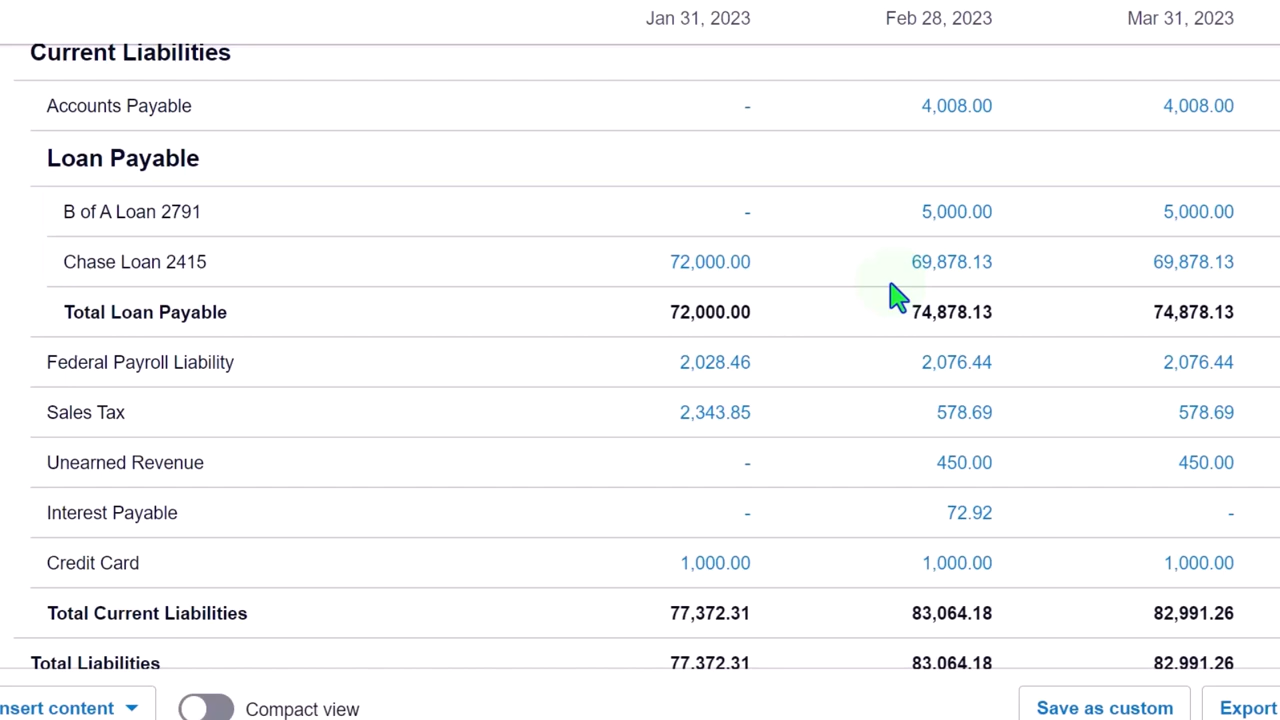 Jan 31, 2023 Feb 28, 2023 Mar 31, 2023
Current Liabilities
Accounts Payable - 4,008.00 4,008.00
Loan Payable
B of A Loan 2791 - 5,000.00 5,000.00
Chase Loan 2415 72,000.00 69,878.13 69,878.13
Total Loan Payable 72,000.00 74,878.13 74,878.13
Federal Payroll Liability 2,028.46 2,076.44 2,076.44
Sales Tax 2,343.85 578.69 578.69
Unearned Revenue - 450.00 450.00
Interest Payable - 72.92 -
Credit Card 1,000.00 1,000.00 1,000.00
Total Current Liabilities 77,372.31 83,064.18 82,991.26
Total Liabilities 77,372.31 83,064.18 82,991.26
nsert content Compact view Save as custom Export